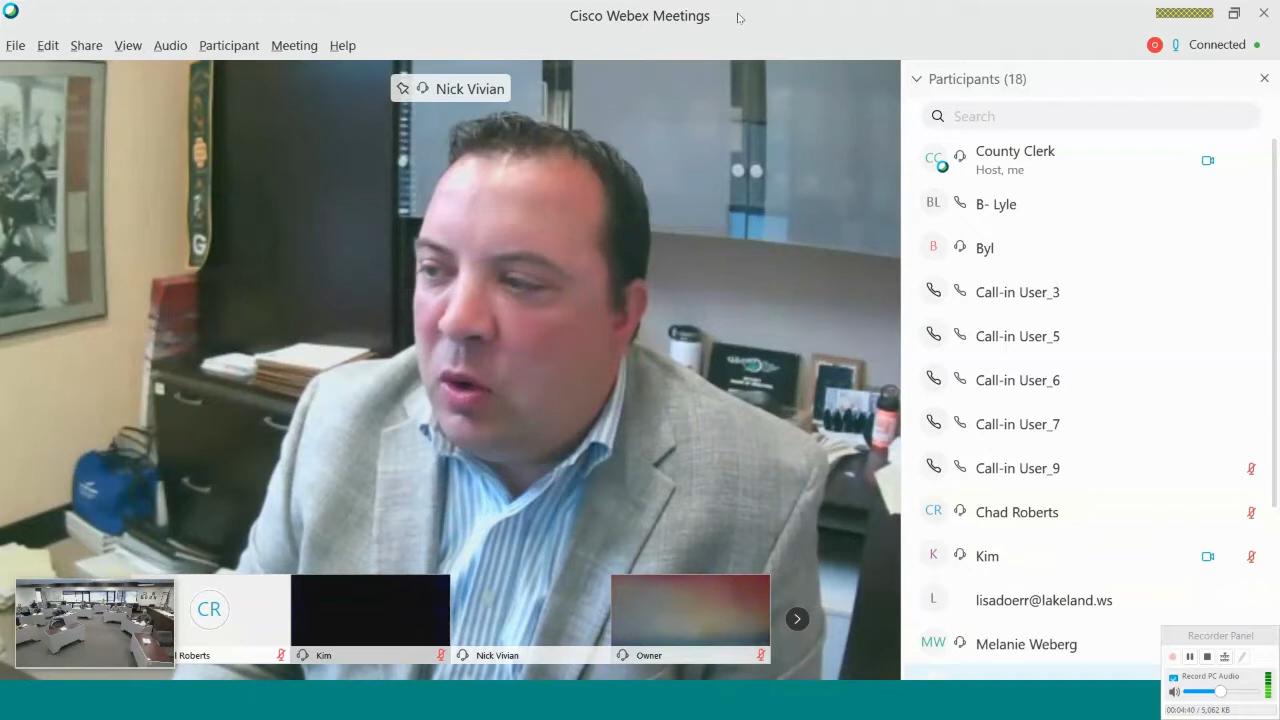 Cisco Webex Meetings
File Edit Share View Audio Participant Meeting Help
Connected
Nick Vivian
Participants (18)
Search
CC County Clerk
Host, me
BL B- Lyle
B Byl
Call-in User_3
Call-in User_5
Call-in User_6
Call-in User_7
Call-in User_9
CR Chad Roberts
K Kim
L lisadoerr@lakeland.ws
MW Melanie Weberg
G
CR
l Roberts
Kim
Nick Vivian
Owner
Recorder Panel
Record PC Audio
00:04:40 / 5,062 KB